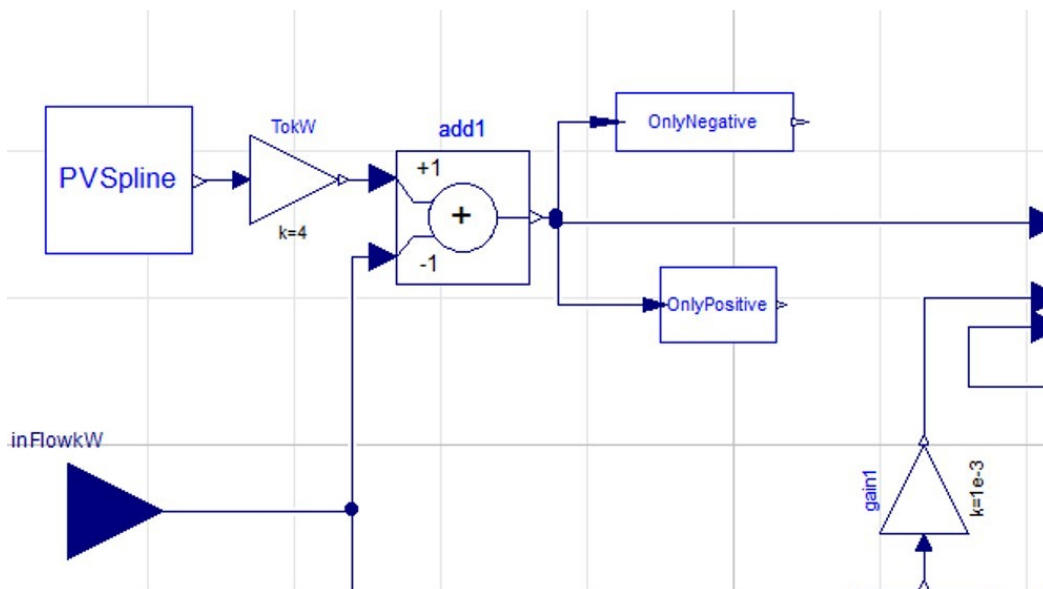 TokW
add1
OnlyNegative
PVSpline
+1
+
k=4
-1
OnlyPositive
inFlowkW
gain1
k=1e-3